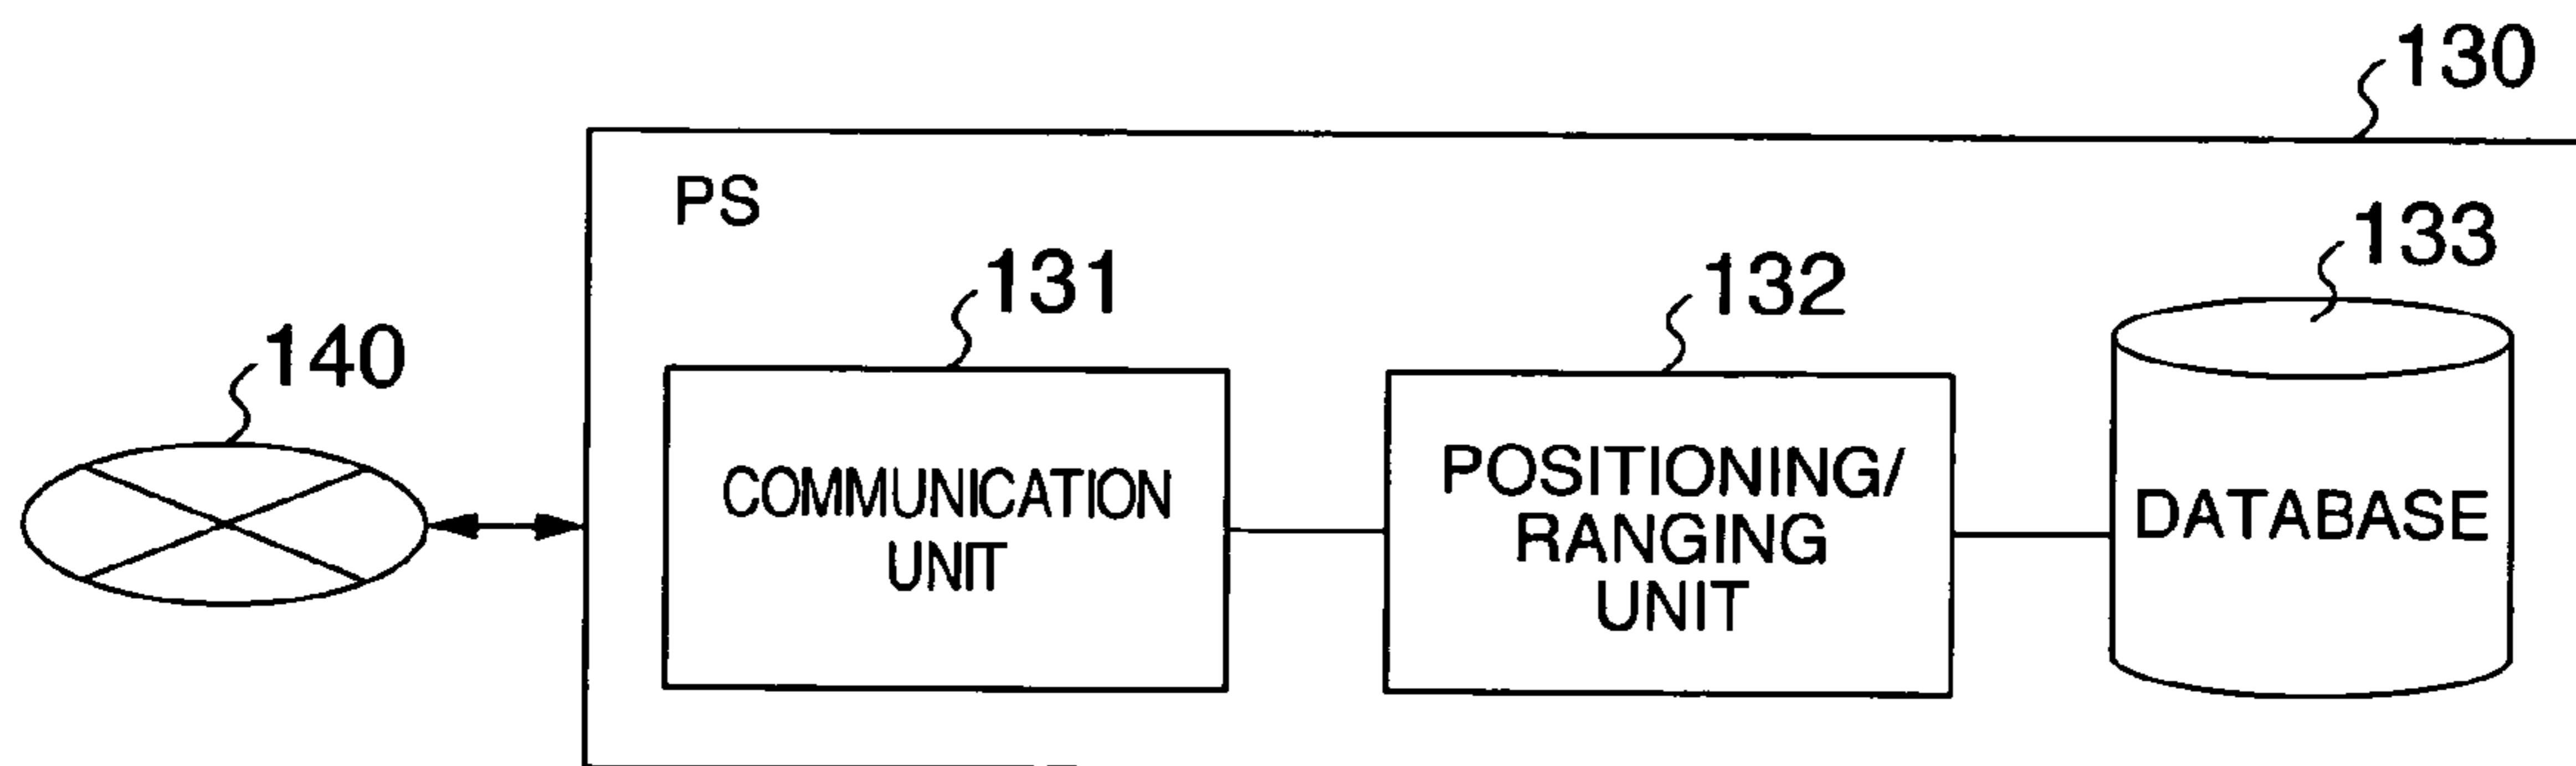 130
PS
133
131
132
140
COMMUNICATION
UNIT
POSITIONING/
RANGING
UNIT
DATABASE